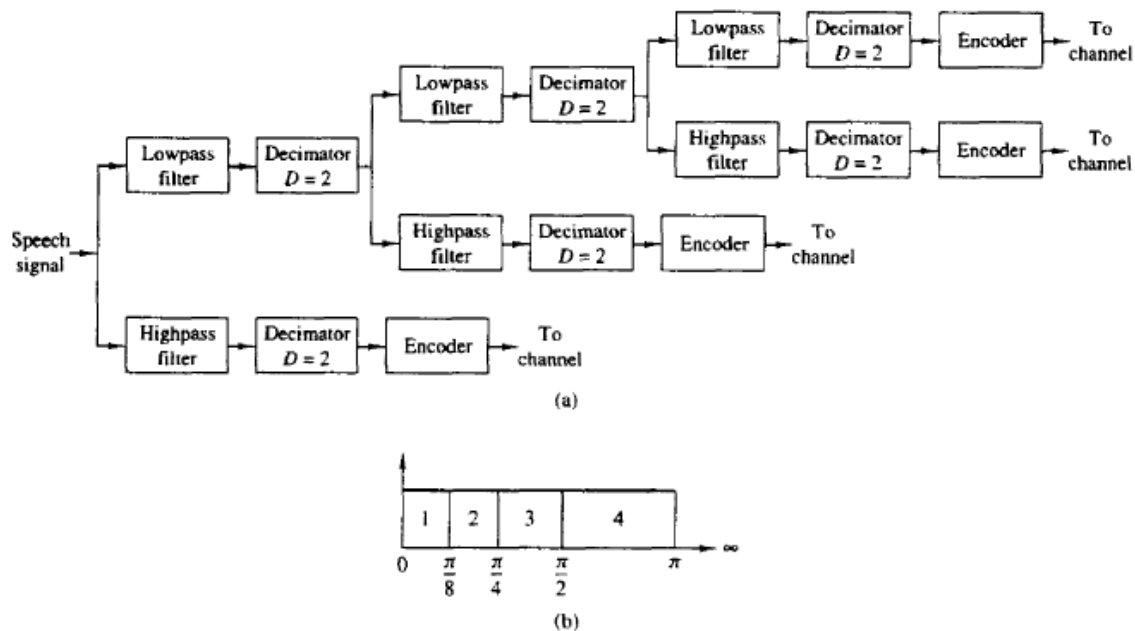 Lowpass
filter
Decimator
D = 2
Encoder
To
channel
Lowpass
filter
Decimator
D = 2
Highpass
filter
Decimator
D = 2
Encoder
To
channel
Lowpass
filter
Decimator
D = 2
Highpass
filter
Decimator
D = 2
Encoder
To
channel
Speech
signal
Highpass
filter
Decimator
D = 2
Encoder
To
channel
(a)
1 2 3 4
0 π/8 π/4 π/2 π ∞
(b)